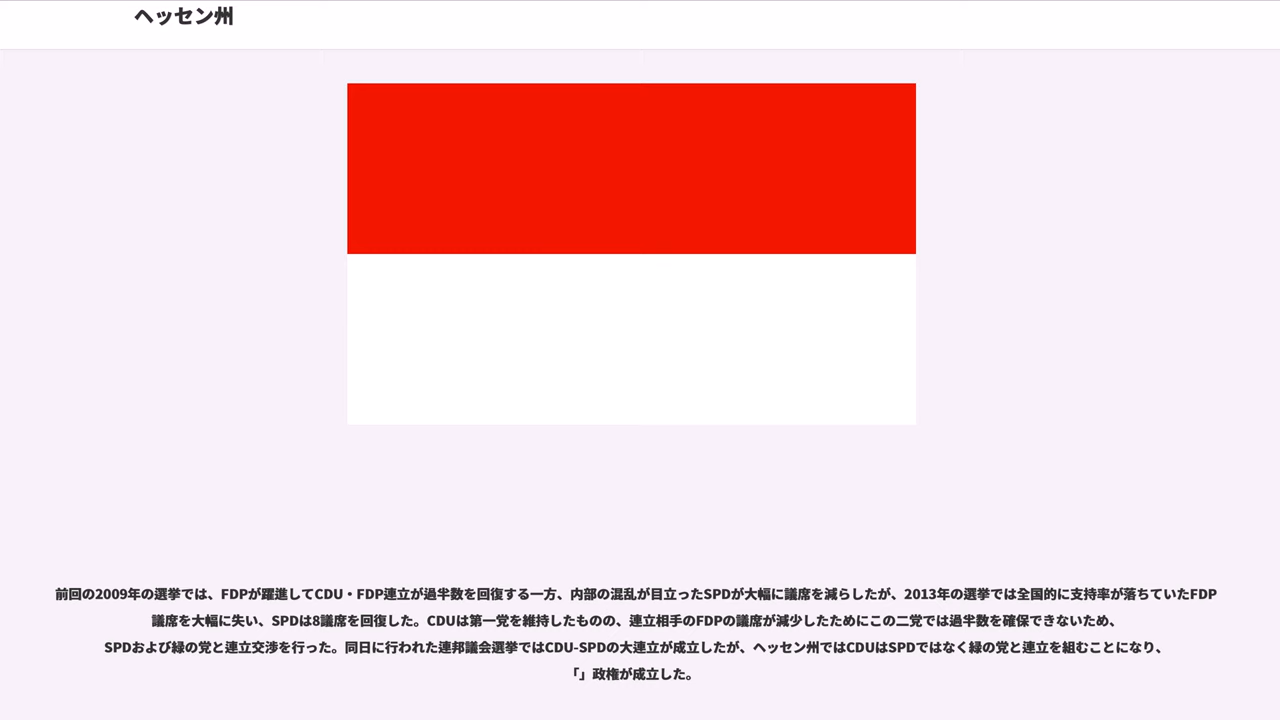 ヘッセン州
前回の2009年の選挙では、FDPが躍進してCDU・FDP連立が過半数を回復する一方、内部の混乱が目立ったSPDが大幅に議席を減らしたが、2013年の選挙では全国的に支持率が落ちていたFDP
議席を大幅に失い、SPDは8議席を回復した。CDUは第一党を維持したものの、連立相手のFDPの議席が減少したためにこの二党では過半数を確保できないため、
SPDおよび緑の党と連立交渉を行った。同日に行われた連邦議会選挙ではCDU-SPDの大連立が成立したが、ヘッセン州ではCDUはSPDではなく緑の党と連立を組むことになり、
「」政権が成立した。